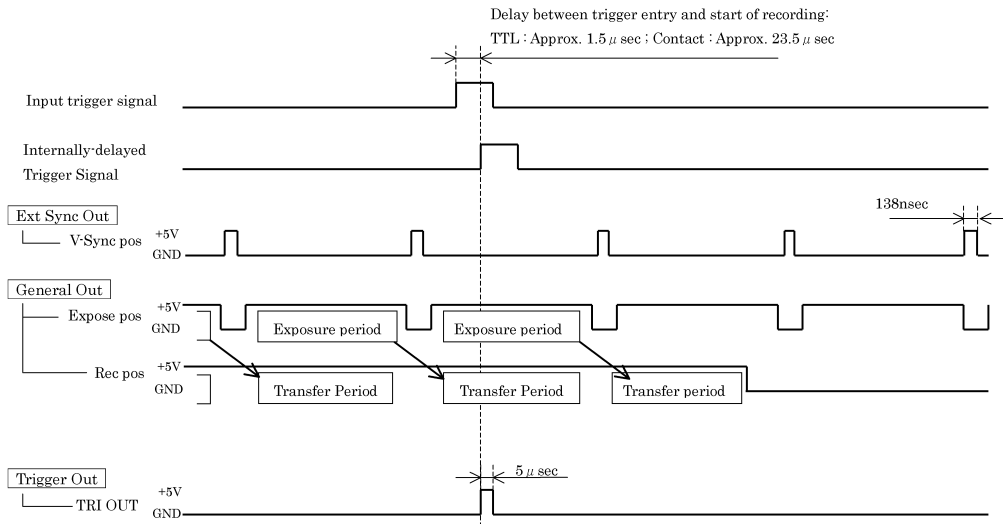 Delay between trigger entry and start of recording:
TTL : Approx. 1.5 μ sec ; Contact : Approx. 23.5 μ sec
Input trigger signal
Internally-delayed
Trigger Signal
Ext Sync Out
138nsec
V-Sync pos
+5V
GND
General Out
Expose pos
+5V
GND
Exposure period
Exposure period
Rec pos
+5V
GND
Transfer Period
Transfer Period
Transfer period
Trigger Out
5 μ sec
TRI OUT
+5V
GND